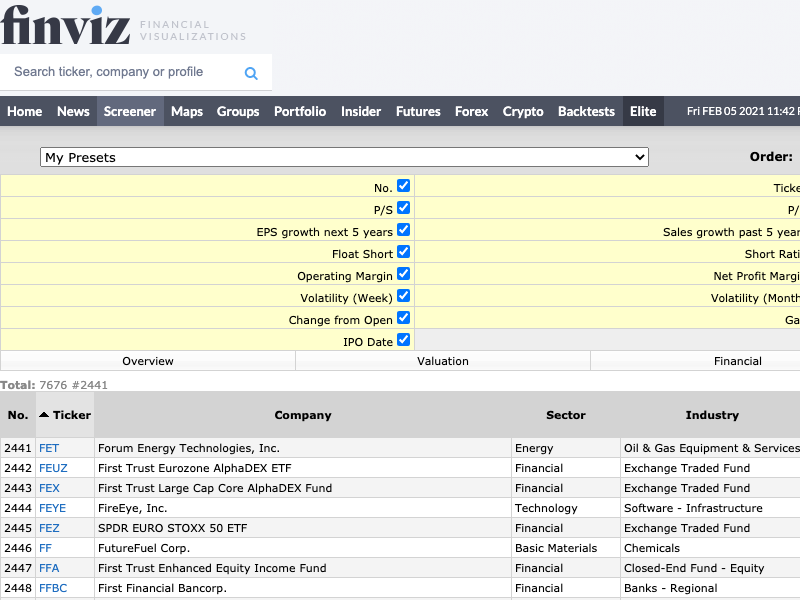 finviz FINANCIAL
VISUALIZATIONS
Search ticker, company or profile
Home News Screener Maps Groups Portfolio Insider Futures Forex Crypto Backtests Elite Fri FEB 05 2021 11:42
My Presets Order:
No. Ticke
P/S P/
EPS growth next 5 years Sales growth past 5 year
Float Short Short Rati
Operating Margin Net Profit Margi
Volatility (Week) Volatility (Month
Change from Open Ga
IPO Date
Overview Valuation Financial
Total: 7676 #2441
No. Ticker Company Sector Industry
2441 FET Forum Energy Technologies, Inc. Energy Oil & Gas Equipment & Services
2442 FEUZ First Trust Eurozone AlphaDEX ETF Financial Exchange Traded Fund
2443 FEX First Trust Large Cap Core AlphaDEX Fund Financial Exchange Traded Fund
2444 FEYE FireEye, Inc. Technology Software - Infrastructure
2445 FEZ SPDR EURO STOXX 50 ETF Financial Exchange Traded Fund
2446 FF FutureFuel Corp. Basic Materials Chemicals
2447 FFA First Trust Enhanced Equity Income Fund Financial Closed-End Fund - Equity
2448 FFBC First Financial Bancorp. Financial Banks - Regional